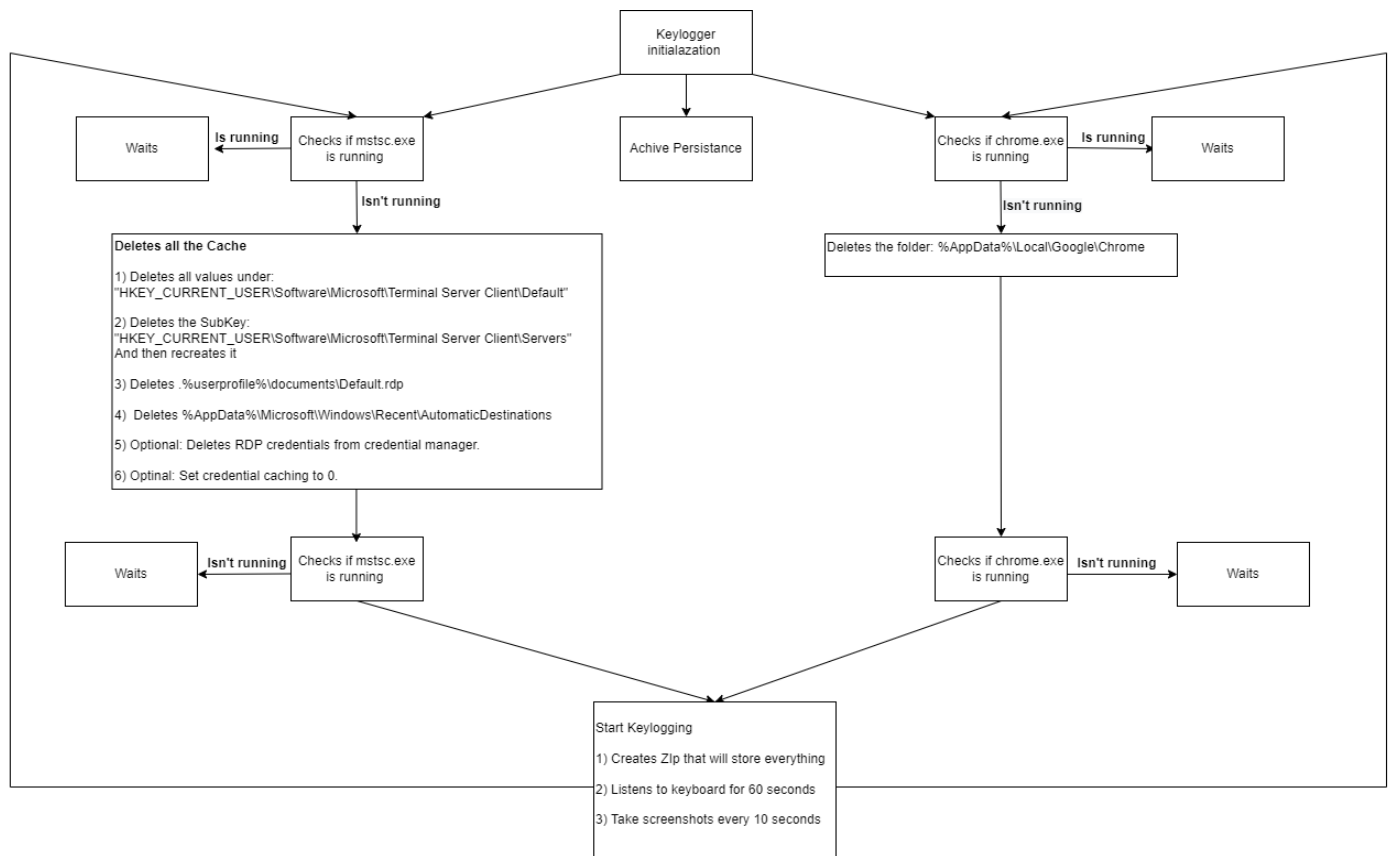 Keylogger
initialazation
Waits
Is running
Checks if mstsc.exe
is running
Achive Persistance
Checks if chrome.exe
is running
Is running
Waits
Isn't running
Isn't running
Deletes all the Cache
1) Deletes all values under:
"HKEY_CURRENT_USER\Software\Microsoft\Terminal Server Client\Default"
2) Deletes the SubKey:
"HKEY_CURRENT_USER\Software\Microsoft\Terminal Server Client\Servers"
And then recreates it
3) Deletes .%userprofile%\documents\Default.rdp
4)  Deletes %AppData%\Microsoft\Windows\Recent\AutomaticDestinations
5) Optional: Deletes RDP credentials from credential manager.
6) Optinal: Set credential caching to 0.
Deletes the folder: %AppData%\Local\Google\Chrome
Waits
Isn't running
Checks if mstsc.exe
is running
Checks if chrome.exe
is running
Isn't running
Waits
Start Keylogging
1) Creates ZIp that will store everything
2) Listens to keyboard for 60 seconds
3) Take screenshots every 10 seconds